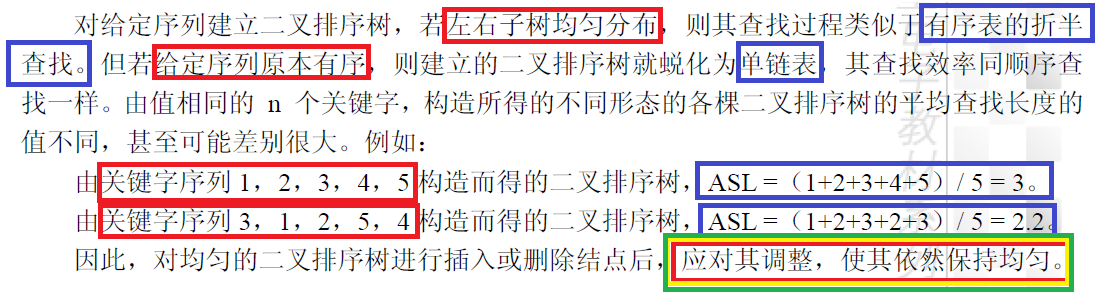 对给定序列建立二叉排序树，若左右子树均匀分布，则其查找过程类似于有序表的折半
查找。但若给定序列原本有序，则建立的二叉排序树就蜕化为单链表，其查找效率同顺序查
找一样。由值相同的 n 个关键字，构造所得的不同形态的各棵二叉排序树的平均查找长度的
值不同，甚至可能差别很大。例如：
由关键字序列 1，2，3，4，5 构造而得的二叉排序树，ASL =（1+2+3+4+5）/ 5 = 3。
由关键字序列 3，1，2，5，4 构造而得的二叉排序树，ASL =（1+2+3+2+3）/ 5 = 2.2。
因此，对均匀的二叉排序树进行插入或删除结点后，应对其调整，使其依然保持均匀。
教材